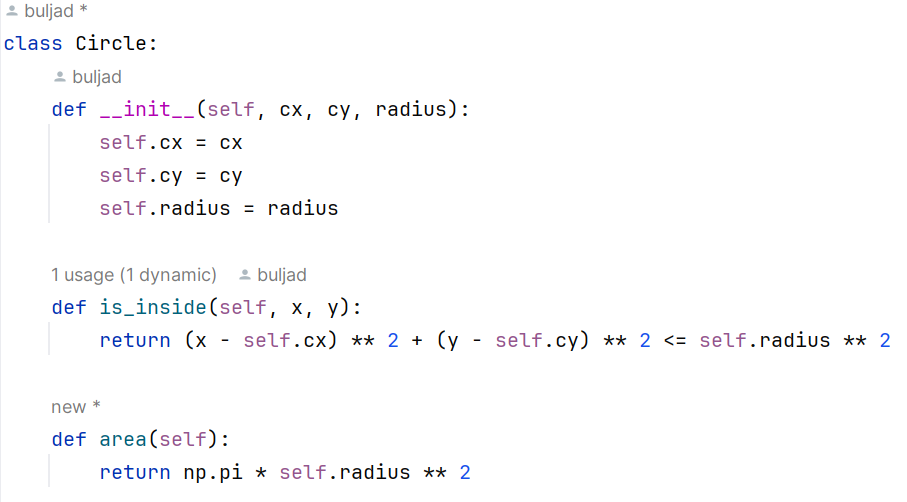 buljad *
class Circle:
buljad
def __init__(self, cx, cy, radius):
self.cx = cx
self.cy = cy
self.radius = radius
1 usage (1 dynamic) buljad
def is_inside(self, x, y):
return (x - self.cx) ** 2 + (y - self.cy) ** 2 <= self.radius ** 2
new *
def area(self):
return np.pi * self.radius ** 2